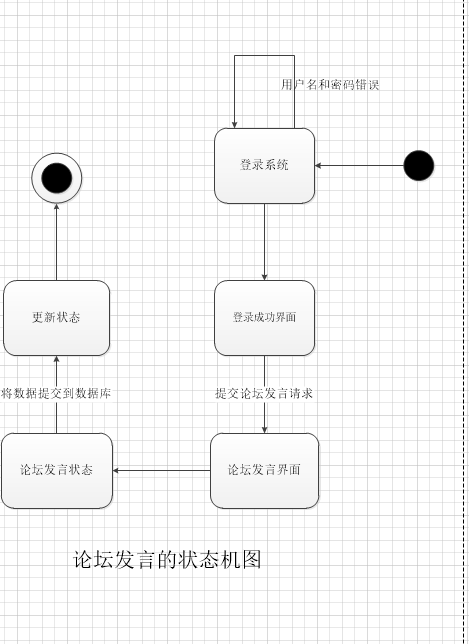 用户名和密码错误
登录系统
更新状态
登录成功界面
将数据提交到数据库
提交论坛发言请求
论坛发言状态
论坛发言界面
论坛发言的状态机图